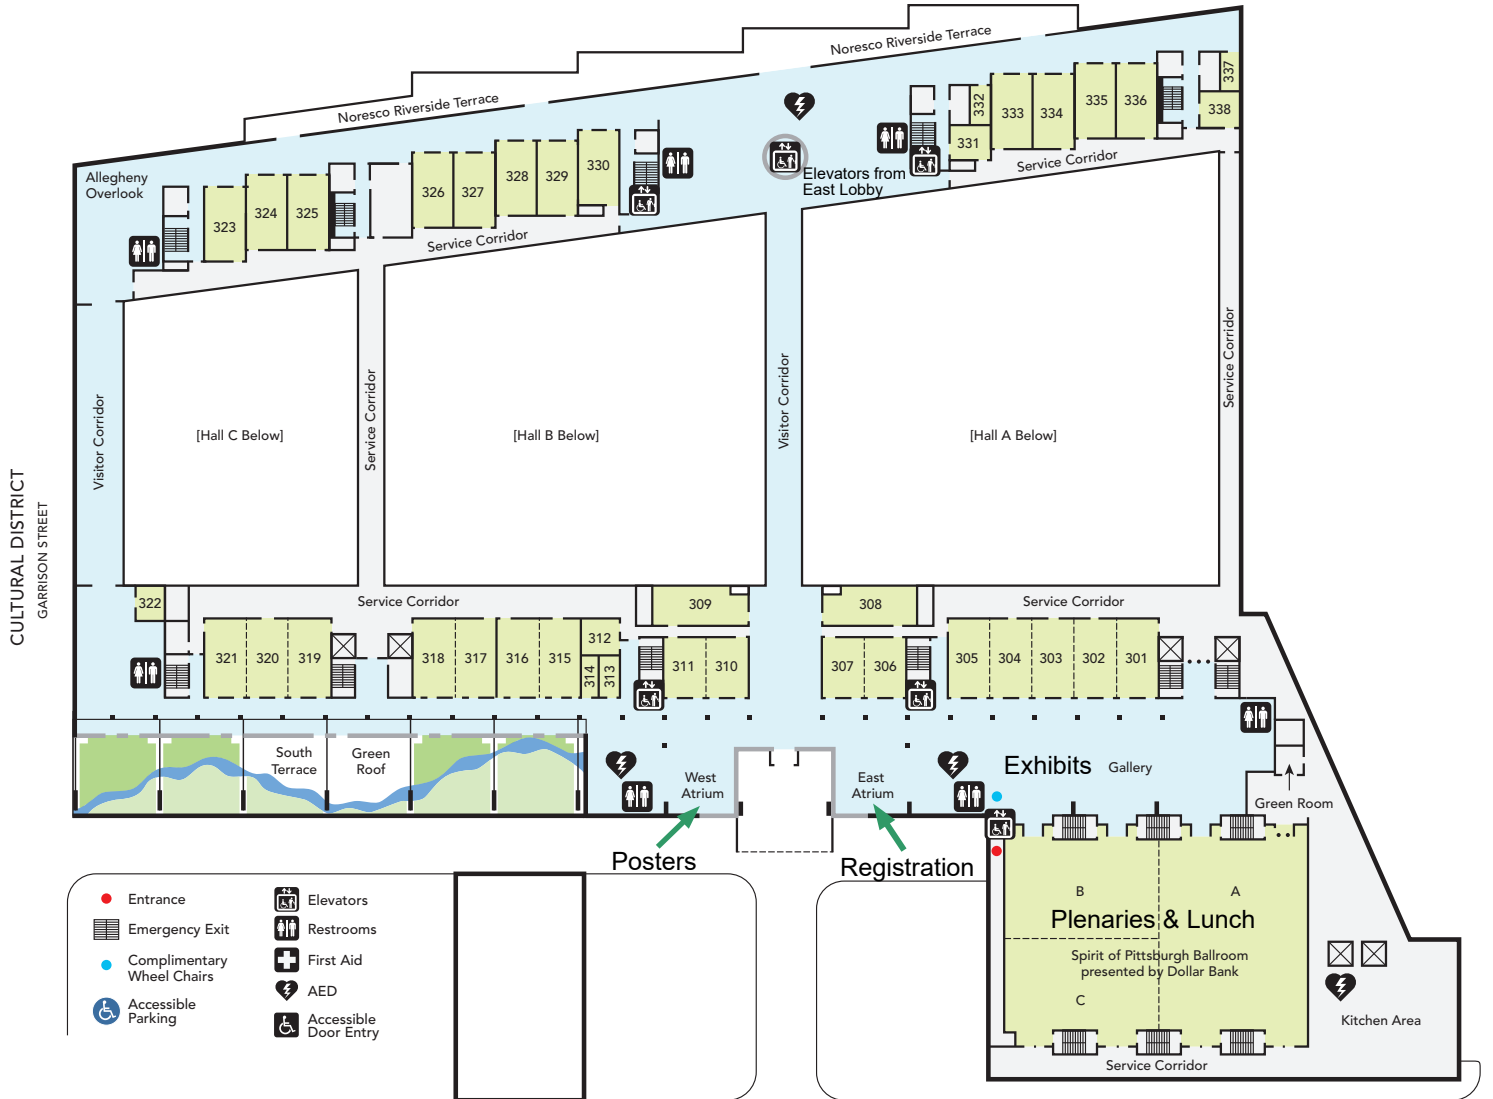 Noresco Riverside Terrace
Noresco Riverside Terrace
337
332
333
334
335
336
338
331
Service Corridor
Elevators from
East Lobby
330
328
329
326
327
Allegheny
Overlook
324
325
323
Service Corridor
Visitor Corridor
[Hall C Below]
Service Corridor
[Hall B Below]
Visitor Corridor
[Hall A Below]
Service Corridor
CULTURAL DISTRICT
GARRISON STREET
322
Service Corridor
309
308
Service Corridor
321
320
319
318
317
316
315
312
314
313
311
310
307
306
305
304
303
302
301
South
Terrace
Green
Roof
West
Atrium
East
Atrium
Exhibits
Gallery
Green Room
Posters
Registration
B
A
Plenaries & Lunch
Spirit of Pittsburgh Ballroom
presented by Dollar Bank
C
Kitchen Area
Service Corridor
Entrance
Emergency Exit
Complimentary
Wheel Chairs
Accessible
Parking
Elevators
Restrooms
First Aid
AED
Accessible
Door Entry